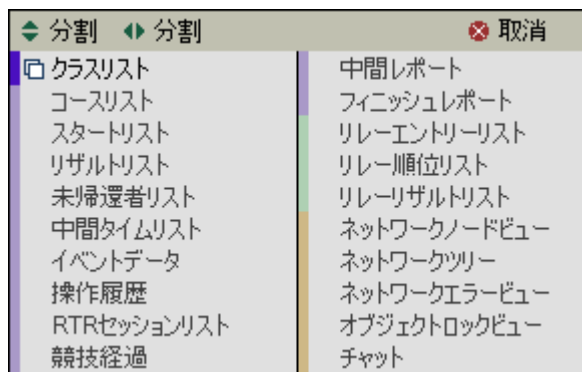 分割 分割 取消
クラスリスト
コースリスト
スタートリスト
リザルトリスト
未帰還者リスト
中間タイムリスト
イベントデータ
操作履歴
RTRセッションリスト
競技経過
中間レポート
フィニッシュレポート
リレーエントリーリスト
リレー順位リスト
リレーリザルトリスト
ネットワークノードビュー
ネットワークツリー
ネットワークエラービュー
オブジェクトロックビュー
チャット